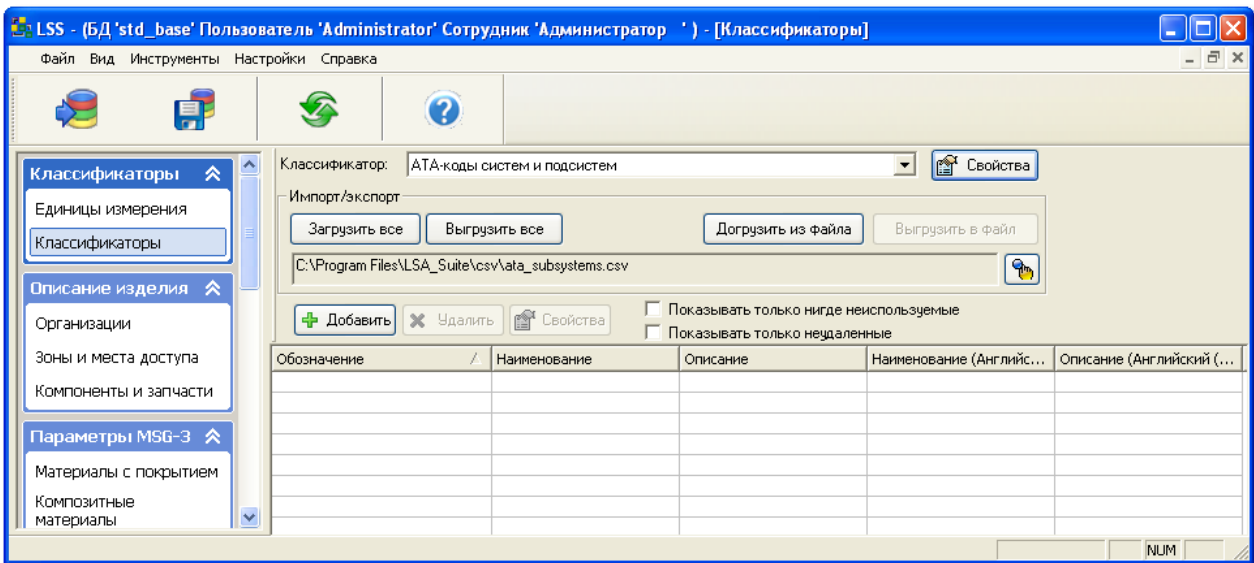 LSS - (БД 'std_base' Пользователь 'Administrator' Сотрудник 'Администратор ' ) - [Классификаторы]
Файл Вид Инструменты Настройки Справка
Классификаторы
Единицы измерения
Классификаторы
Описание изделия
Организации
Зоны и места доступа
Компоненты и запчасти
Параметры MSG-3
Материалы с покрытием
Композитные
материалы
Классификатор: АТА-коды систем и подсистем Свойства
Импорт/экспорт
Загрузить все Выгрузить все Догрузить из файла Выгрузить в файл
C:\Program Files\LSA_Suite\csv\ata_subsystems.csv
Добавить Удалить Свойства
Показывать только нигде неиспользуемые
Показывать только неудаленные
Обозначение Наименование Описание Наименование (Английс... Описание (Английский (...
NUM